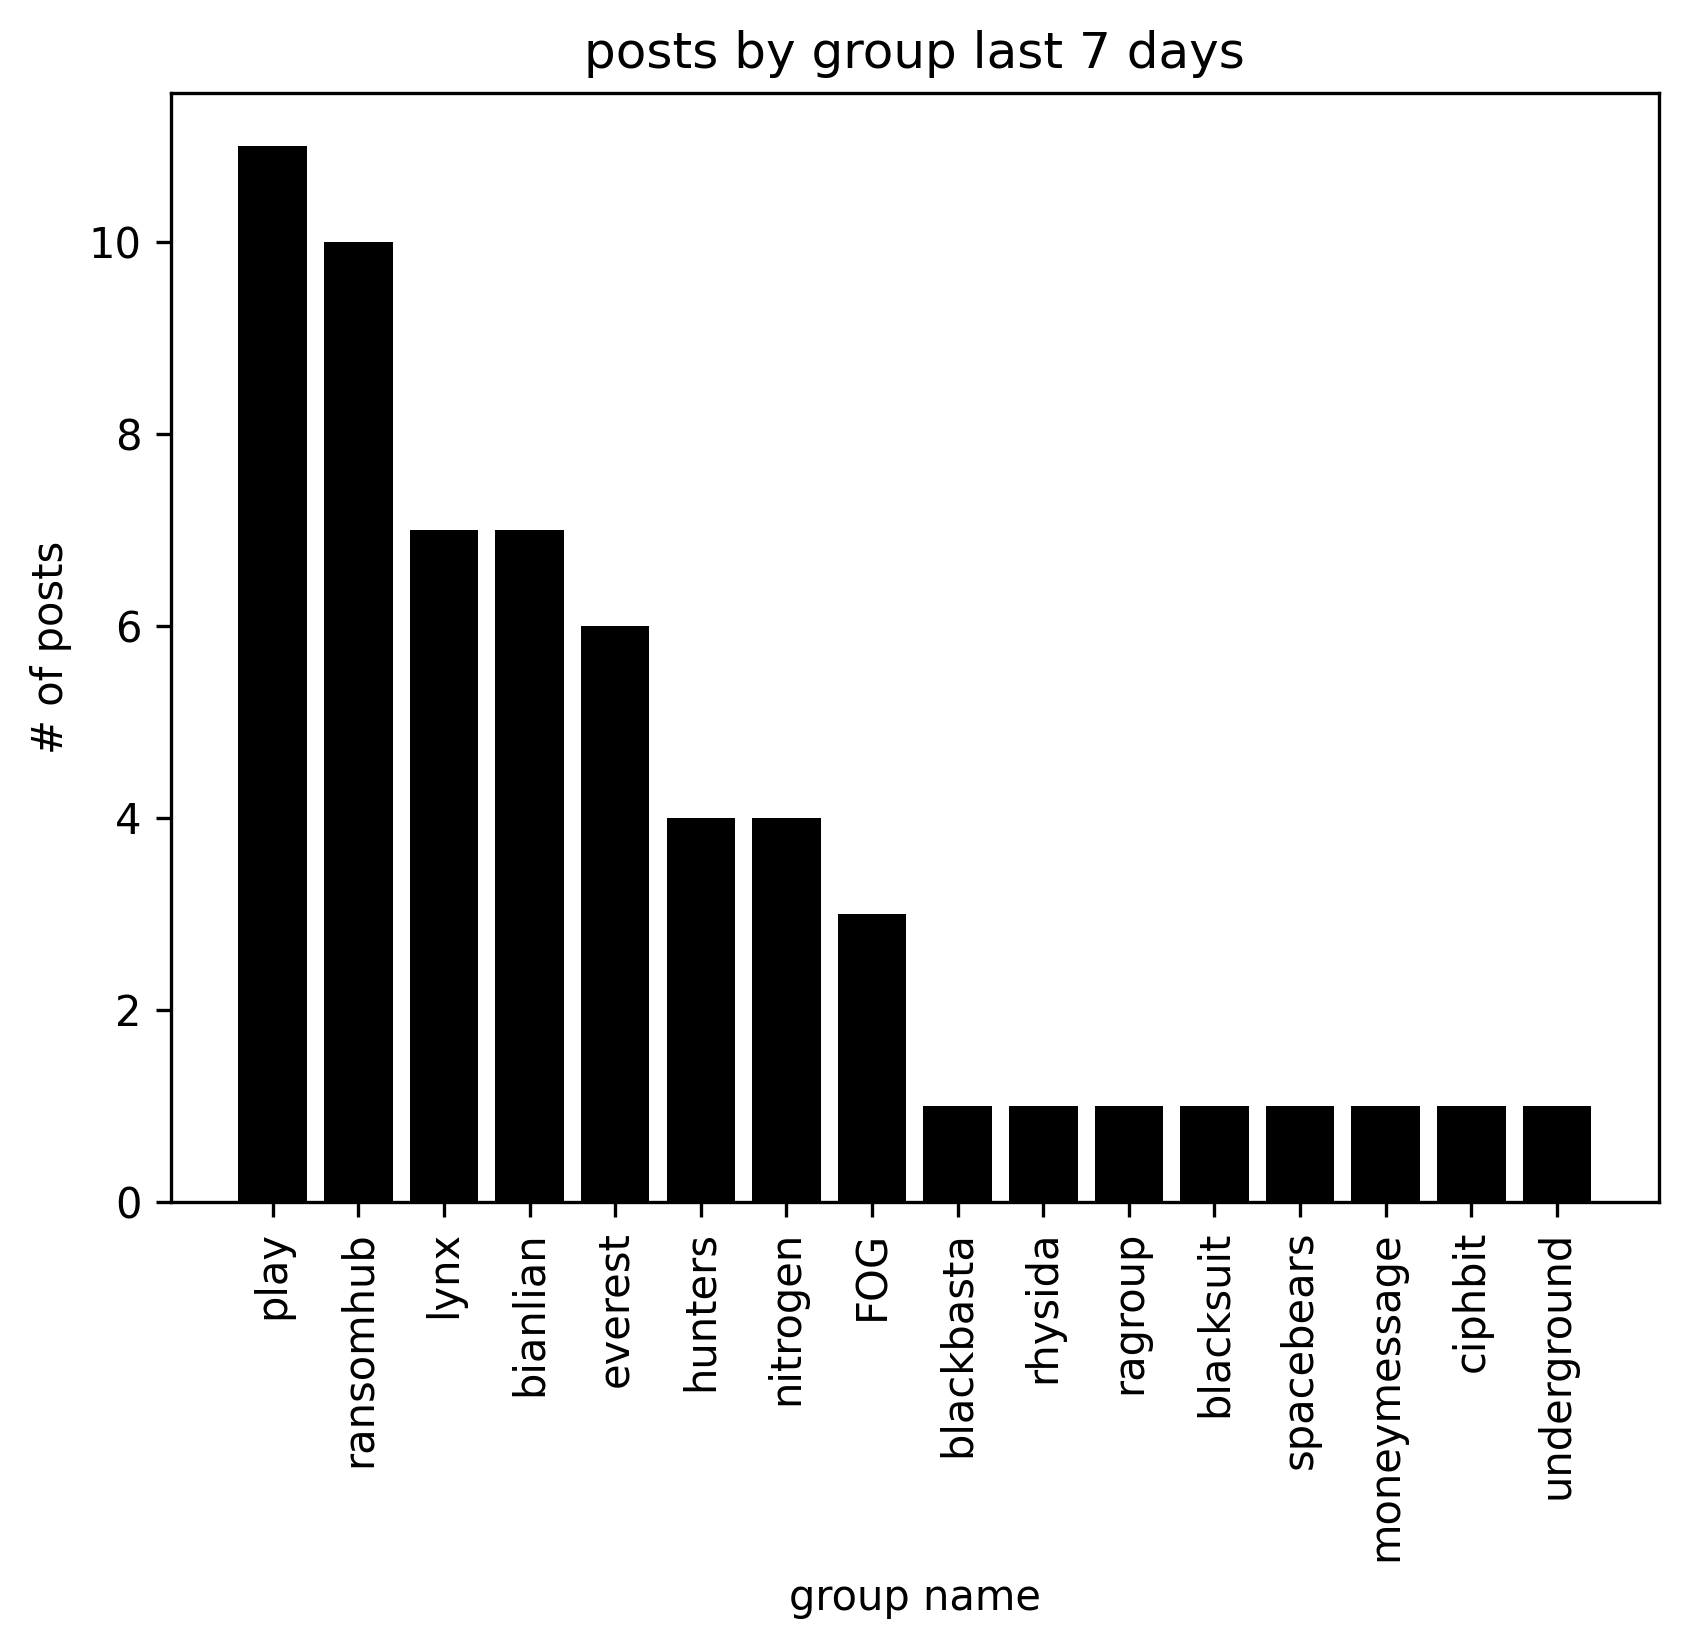 posts by group last 7 days
# of posts
10
8
6
4
2
0
play
ransomhub
lynx
bianlian
everest
hunters
nitrogen
FOG
blackbasta
rhysida
ragroup
blacksuit
spacebears
moneymessage
ciphbit
underground
group name